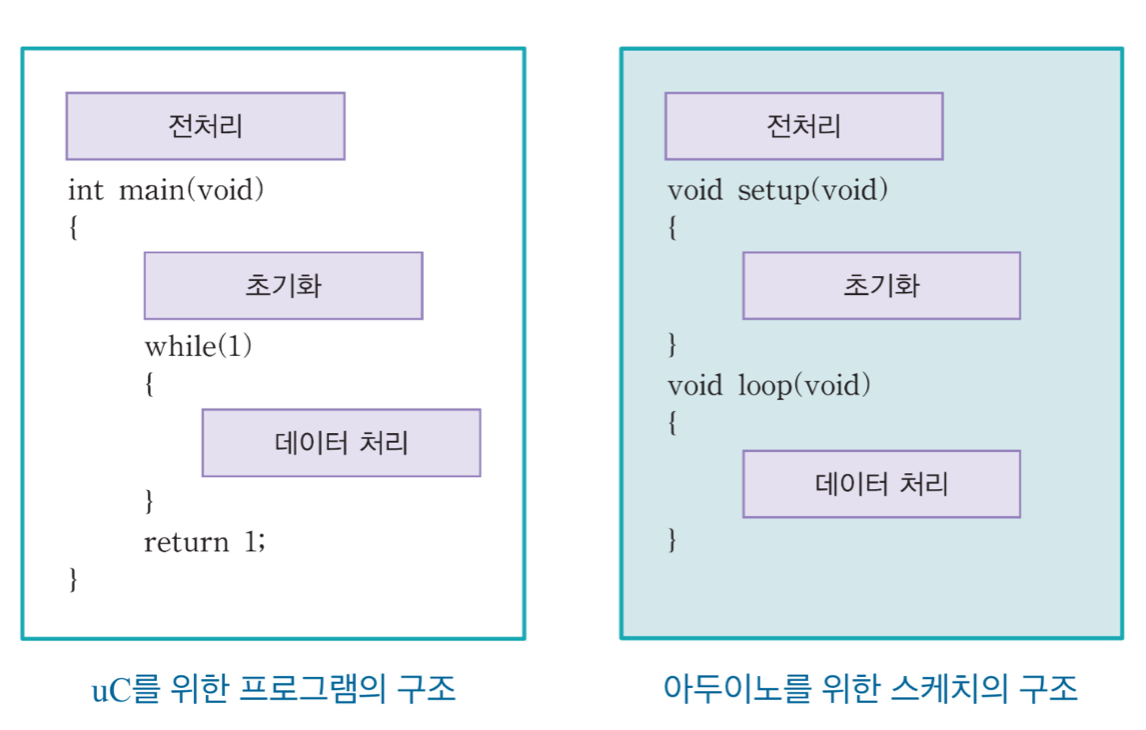 전처리
int main(void)
{
초기화
while(1)
{
데이터 처리
}
return 1;
}
uC를 위한 프로그램의 구조
전처리
void setup(void)
{
초기화
}
void loop(void)
{
데이터 처리
}
아두이노를 위한 스케치의 구조